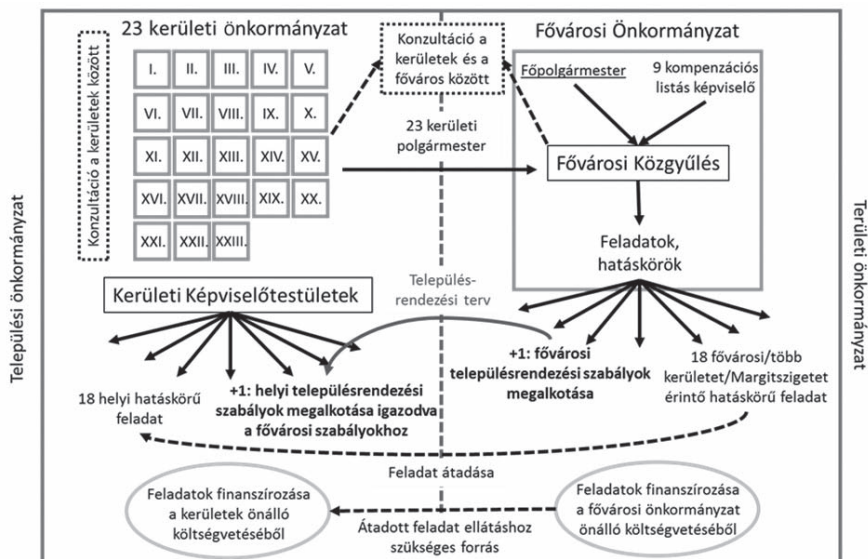 23 kerületi önkormányzat
Konzultáció a kerületek között
I. II. III. IV. V.
VI. VII. VIII. IX. X.
XI. XII. XIII. XIV. XV.
XVI. XVII. XVIII. XIX. XX.
XXI. XXII. XXIII.
Konzultáció a
kerületek és a
főváros között
Fővárosi Önkormányzat
Főpolgármester
9 kompenzációs
listás képviselő
23 kerületi
polgármester
Fővárosi Közgyűlés
Feladatok,
hatáskörök
Települési önkormányzat
Területi önkormányzat
Kerületi Képviselőtestületek
Település-
rendezési terv
18 helyi hatáskörű
feladat
+1: helyi településrendezési
szabályok megalkotása igazodva
a fővárosi szabályokhoz
+1: fővárosi
településrendezési szabályok
megalkotása
18 fővárosi/több
kerületet/Margitszigetet
érintő hatáskörű feladat
Feladat átadása
Feladatok finanszírozása
a kerületek önálló
költségvetéséből
Átadott feladat ellátáshoz
szükséges forrás
Feladatok finanszírozása
a fővárosi önkormányzat
önálló költségvetéséből